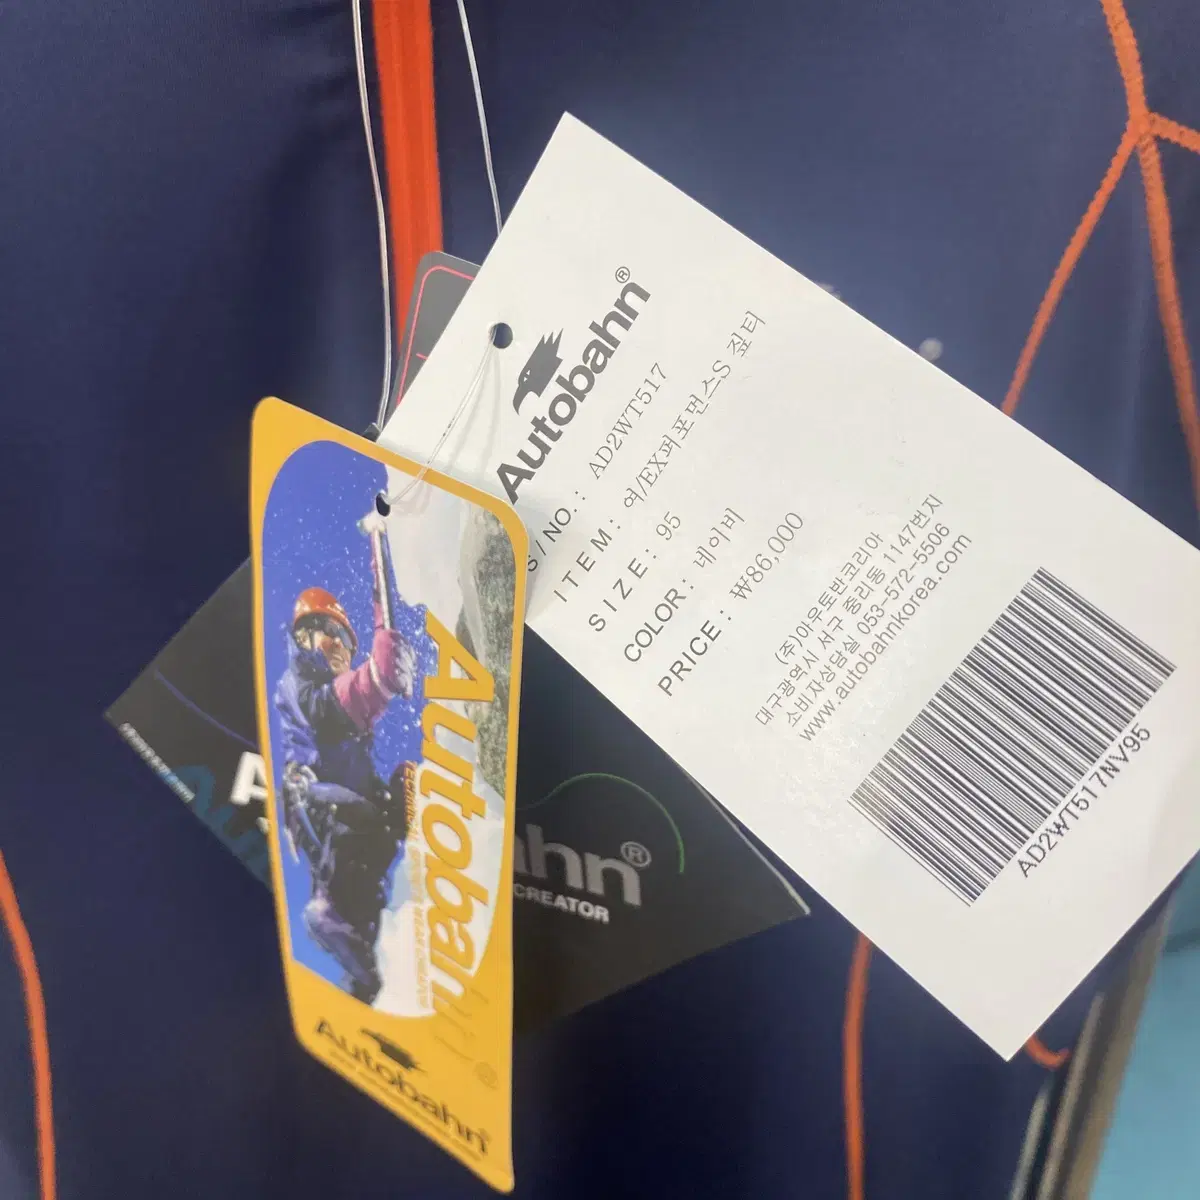 Autobahn®
S/NO.: AD2WT517
ITEM: 여/EX퍼포먼스S 짚티
SIZE: 95
COLOR: 네이비
PRICE: ₩86,000
(주)아우토반코리아
대구광역시 서구 중리동 1147번지
소비자상담실 053-572-5506
www.autobahnkorea.com
AD2WT517NV95
Autobahn
Autobahn
hn®
CREATOR